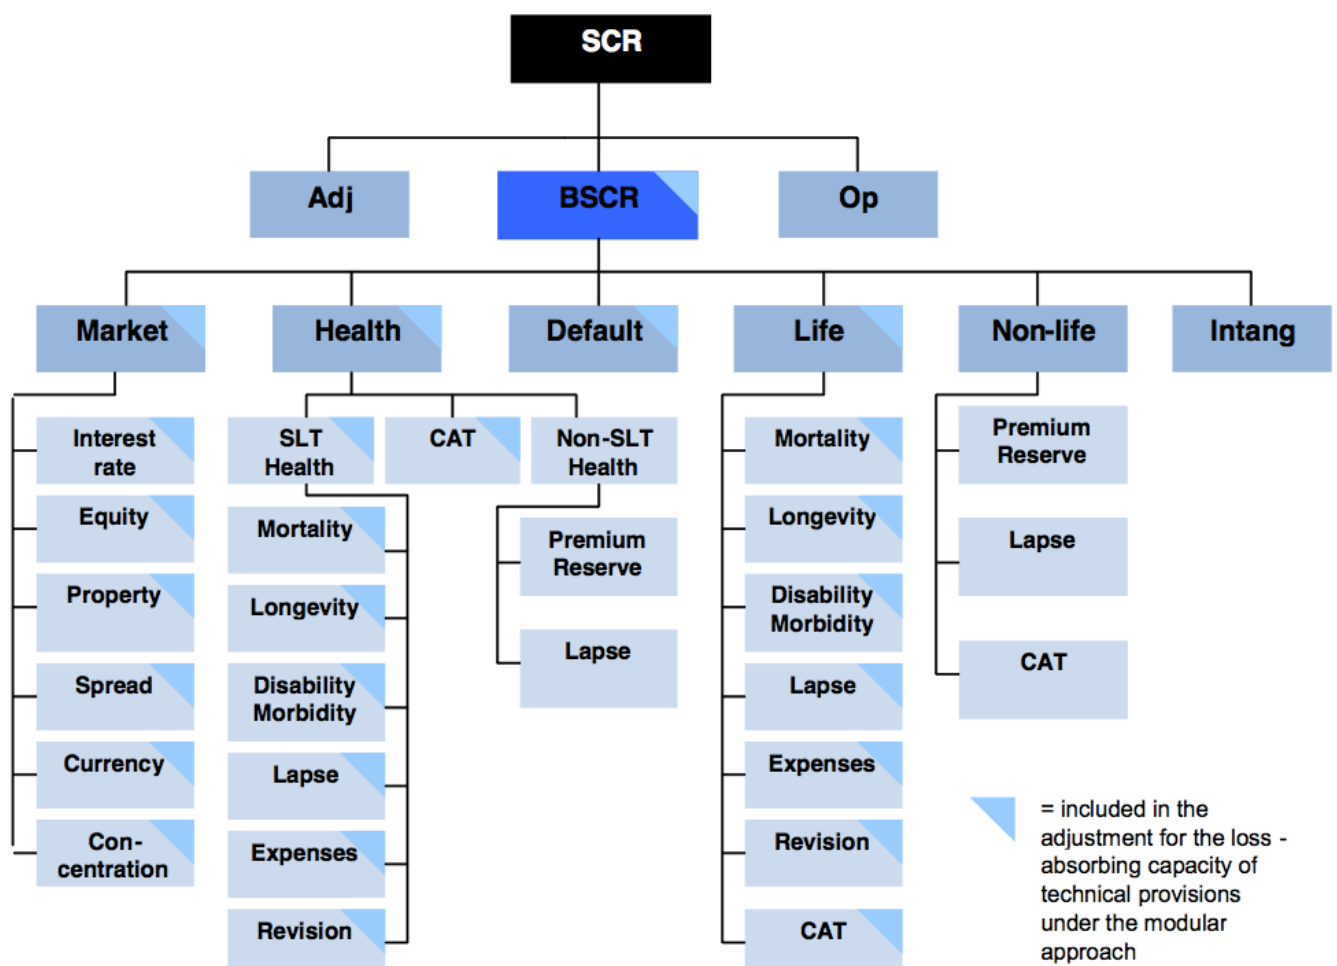 SCR
Adj
BSCR
Op
Market
Health
Default
Life
Non-life
Intang
Interest
rate
Equity
Property
Spread
Currency
Con-
centration
SLT
Health
CAT
Non-SLT
Health
Mortality
Longevity
Disability
Morbidity
Lapse
Expenses
Revision
Premium
Reserve
Lapse
Mortality
Longevity
Disability
Morbidity
Lapse
Expenses
Revision
CAT
Premium
Reserve
Lapse
CAT
= included in the
adjustment for the loss -
absorbing capacity of
technical provisions
under the modular
approach